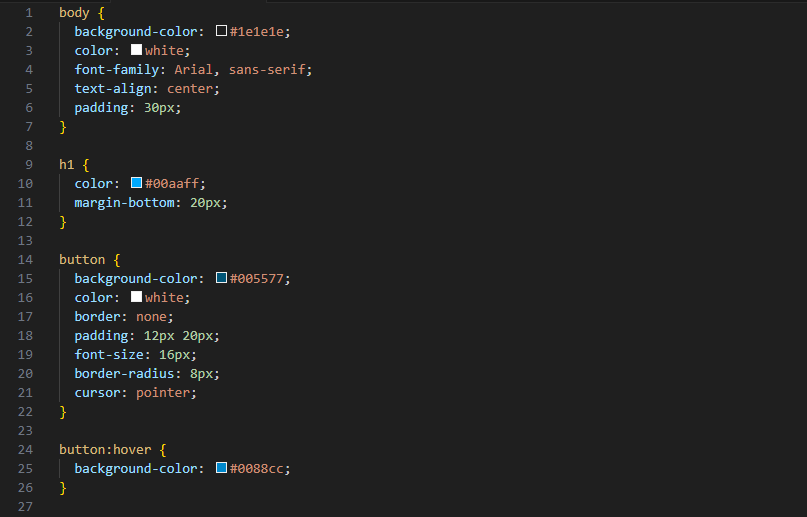 1 body {
2   background-color: #1e1e1e;
3   color: white;
4   font-family: Arial, sans-serif;
5   text-align: center;
6   padding: 30px;
7 }
8
9 h1 {
10   color: #00aaff;
11   margin-bottom: 20px;
12 }
13
14 button {
15   background-color: #005577;
16   color: white;
17   border: none;
18   padding: 12px 20px;
19   font-size: 16px;
20   border-radius: 8px;
21   cursor: pointer;
22 }
23
24 button:hover {
25   background-color: #0088cc;
26 }
27